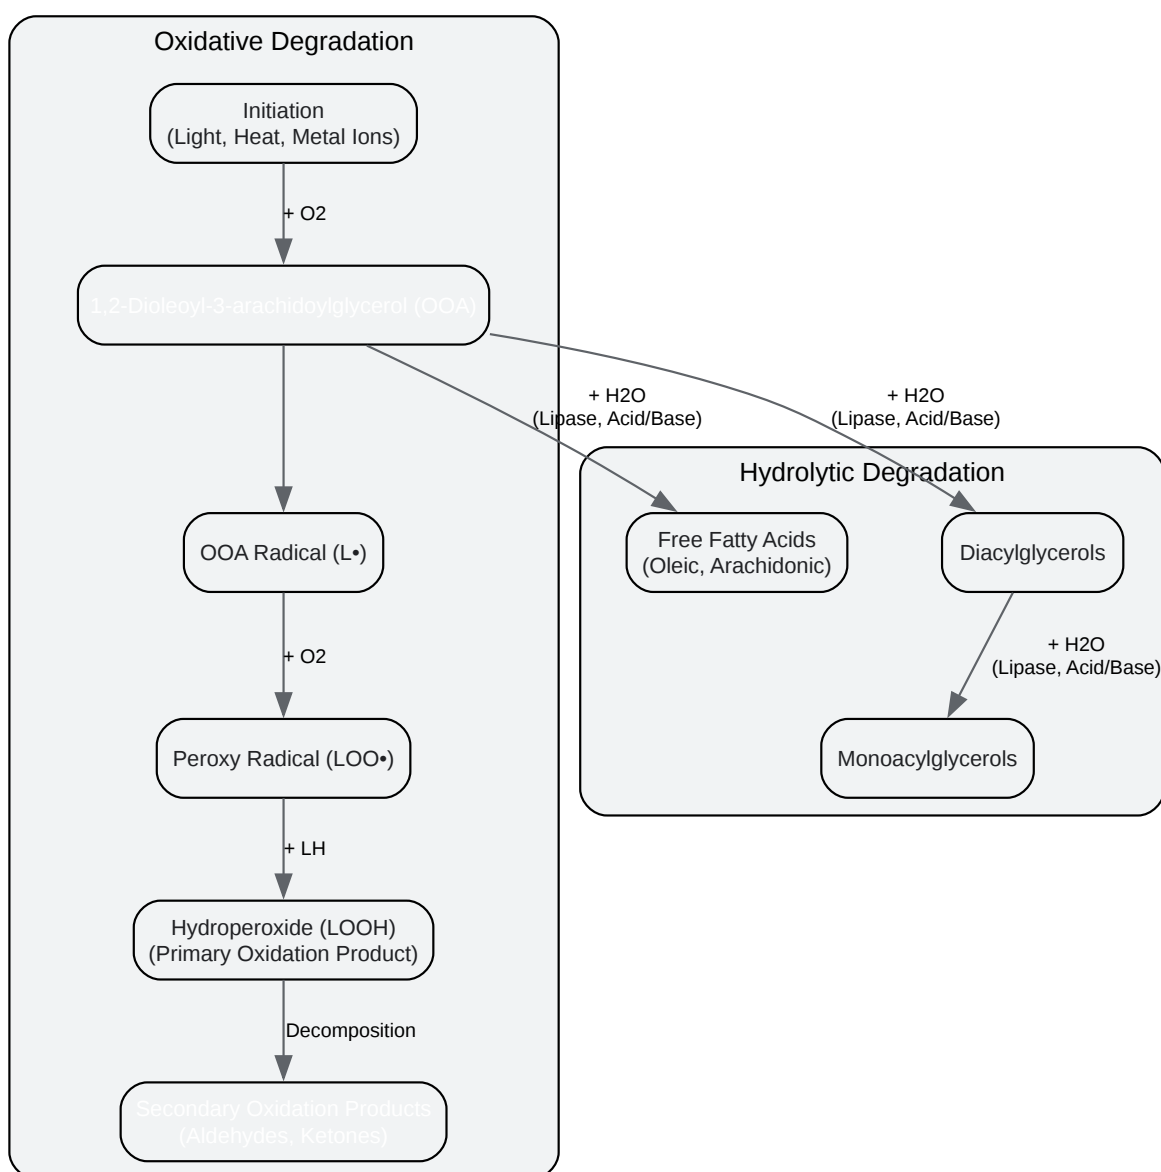 Oxidative Degradation
Initiation
(Light, Heat, Metal Ions)
+ O2
1,2-Dioleoyl-3-arachidoylglycerol (OOA)
+ H2O
(Lipase, Acid/Base)
+ H2O
(Lipase, Acid/Base)
Hydrolytic Degradation
OOA Radical (L•)
Free Fatty Acids
(Oleic, Arachidonic)
Diacylglycerols
+ O2
+ H2O
(Lipase, Acid/Base)
Peroxy Radical (LOO•)
Monoacylglycerols
+ LH
Hydroperoxide (LOOH)
(Primary Oxidation Product)
Decomposition
Secondary Oxidation Products
(Aldehydes, Ketones)